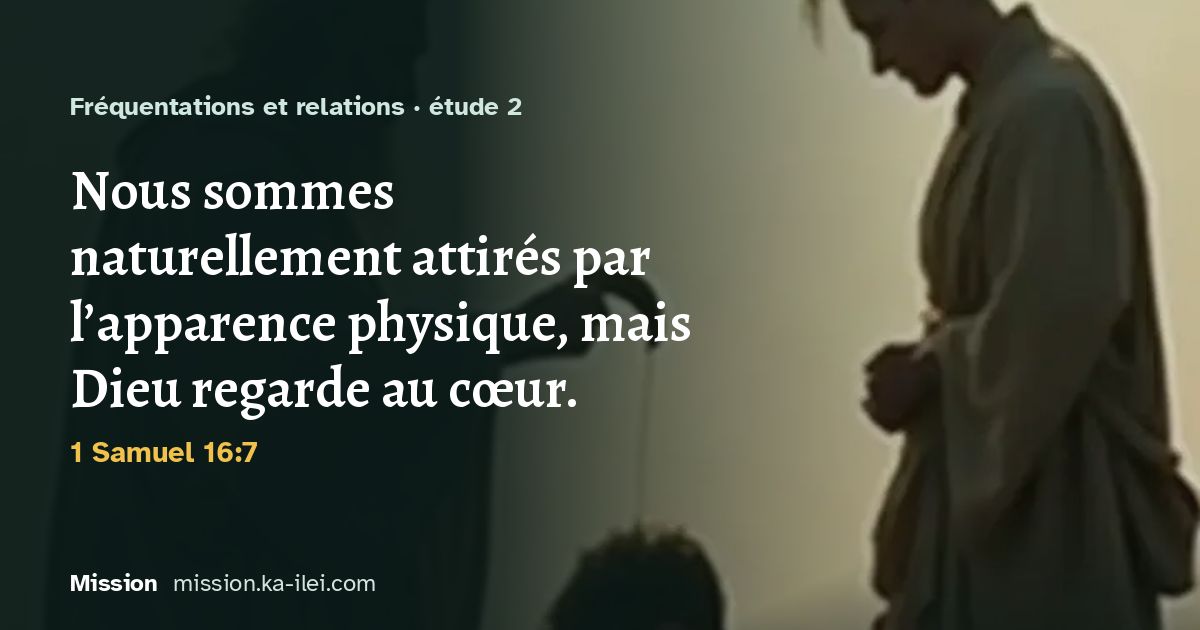 Fréquentations et relations · étude 2
Nous sommes
naturellement attirés par
l’apparence physique, mais
Dieu regarde au cœur.
1 Samuel 16:7
Mission mission.ka-ilei.com